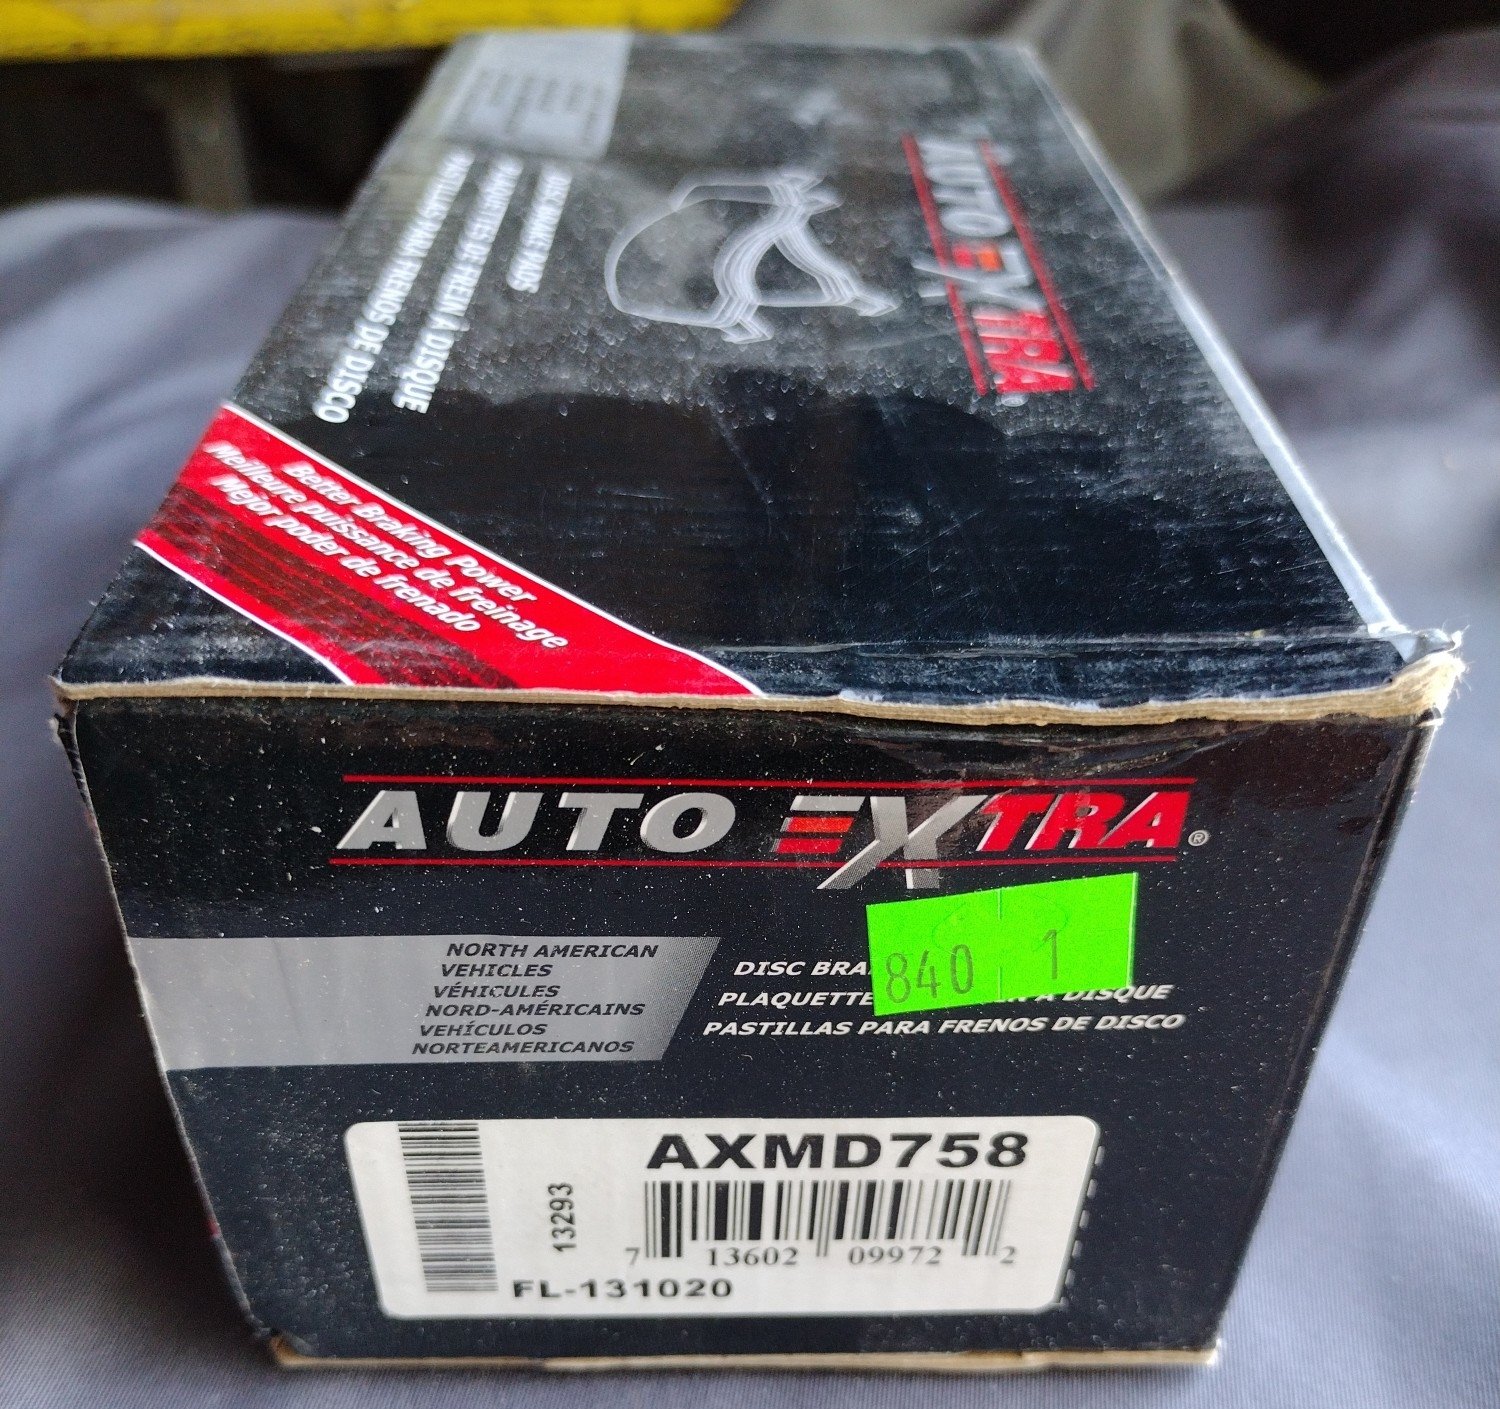 AUTO EXTRA
DISC BRAKE PADS
PLAQUETTES DE FREIN À DISQUE
PASTILLAS PARA FRENOS DE DISCO
Better Braking Power
Meilleure puissance de freinage
Mejor poder de frenado
AUTO EXTRA®
NORTH AMERICAN
VEHICLES
VÉHICULES
NORD-AMÉRICAINS
VEHÍCULOS
NORTEAMERICANOS
DISC BRA
PLAQUETTE À DISQUE
PASTILLAS PARA FRENOS DE DISCO
840 1
AXMD758
13293
7 13602 09972 2
FL-131020